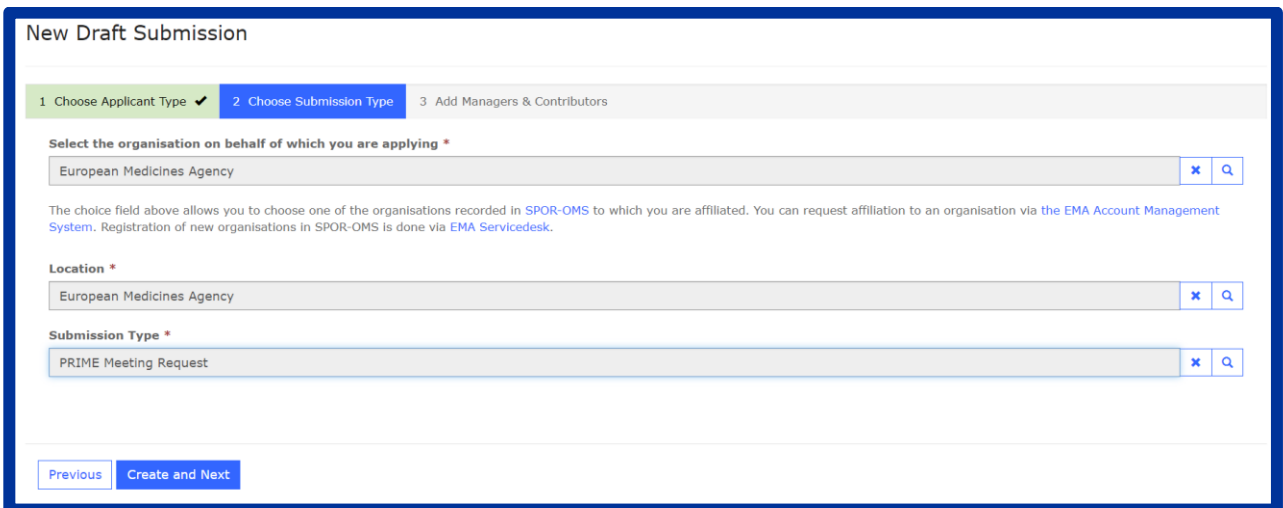 New Draft Submission
1 Choose Applicant Type ✔ 2 Choose Submission Type 3 Add Managers & Contributors
Select the organisation on behalf of which you are applying *
European Medicines Agency
The choice field above allows you to choose one of the organisations recorded in SPOR-OMS to which you are affiliated. You can request affiliation to an organisation via the EMA Account Management
System. Registration of new organisations in SPOR-OMS is done via EMA Servicedesk.
Location *
European Medicines Agency
Submission Type *
PRIME Meeting Request
Previous Create and Next